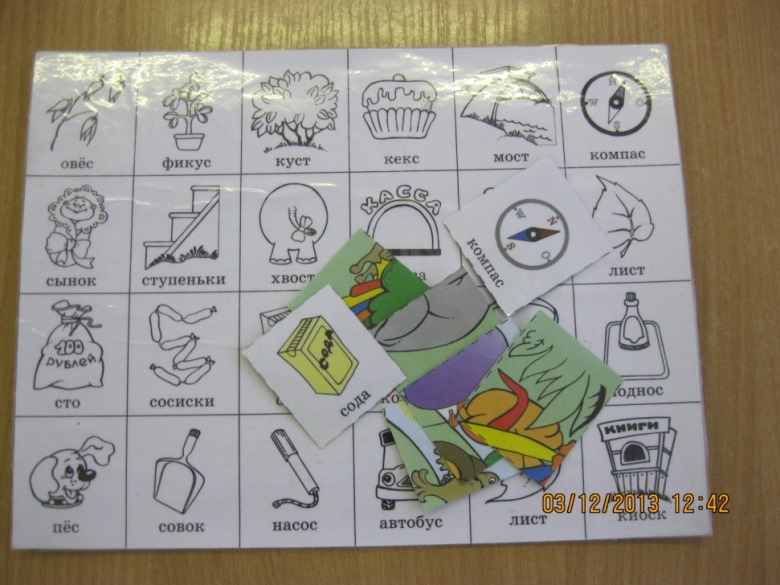 овёс фикус куст кекс мост компас
N
W O
S
КАССА
N
W
S O
компас
сынок ступеньки хвост лист
100
РУБЛЕЙ
СОДА
сода
сто сосиски
КНИГИ
пёс совок насос автобус лист киоск
03/12/2013 12:42